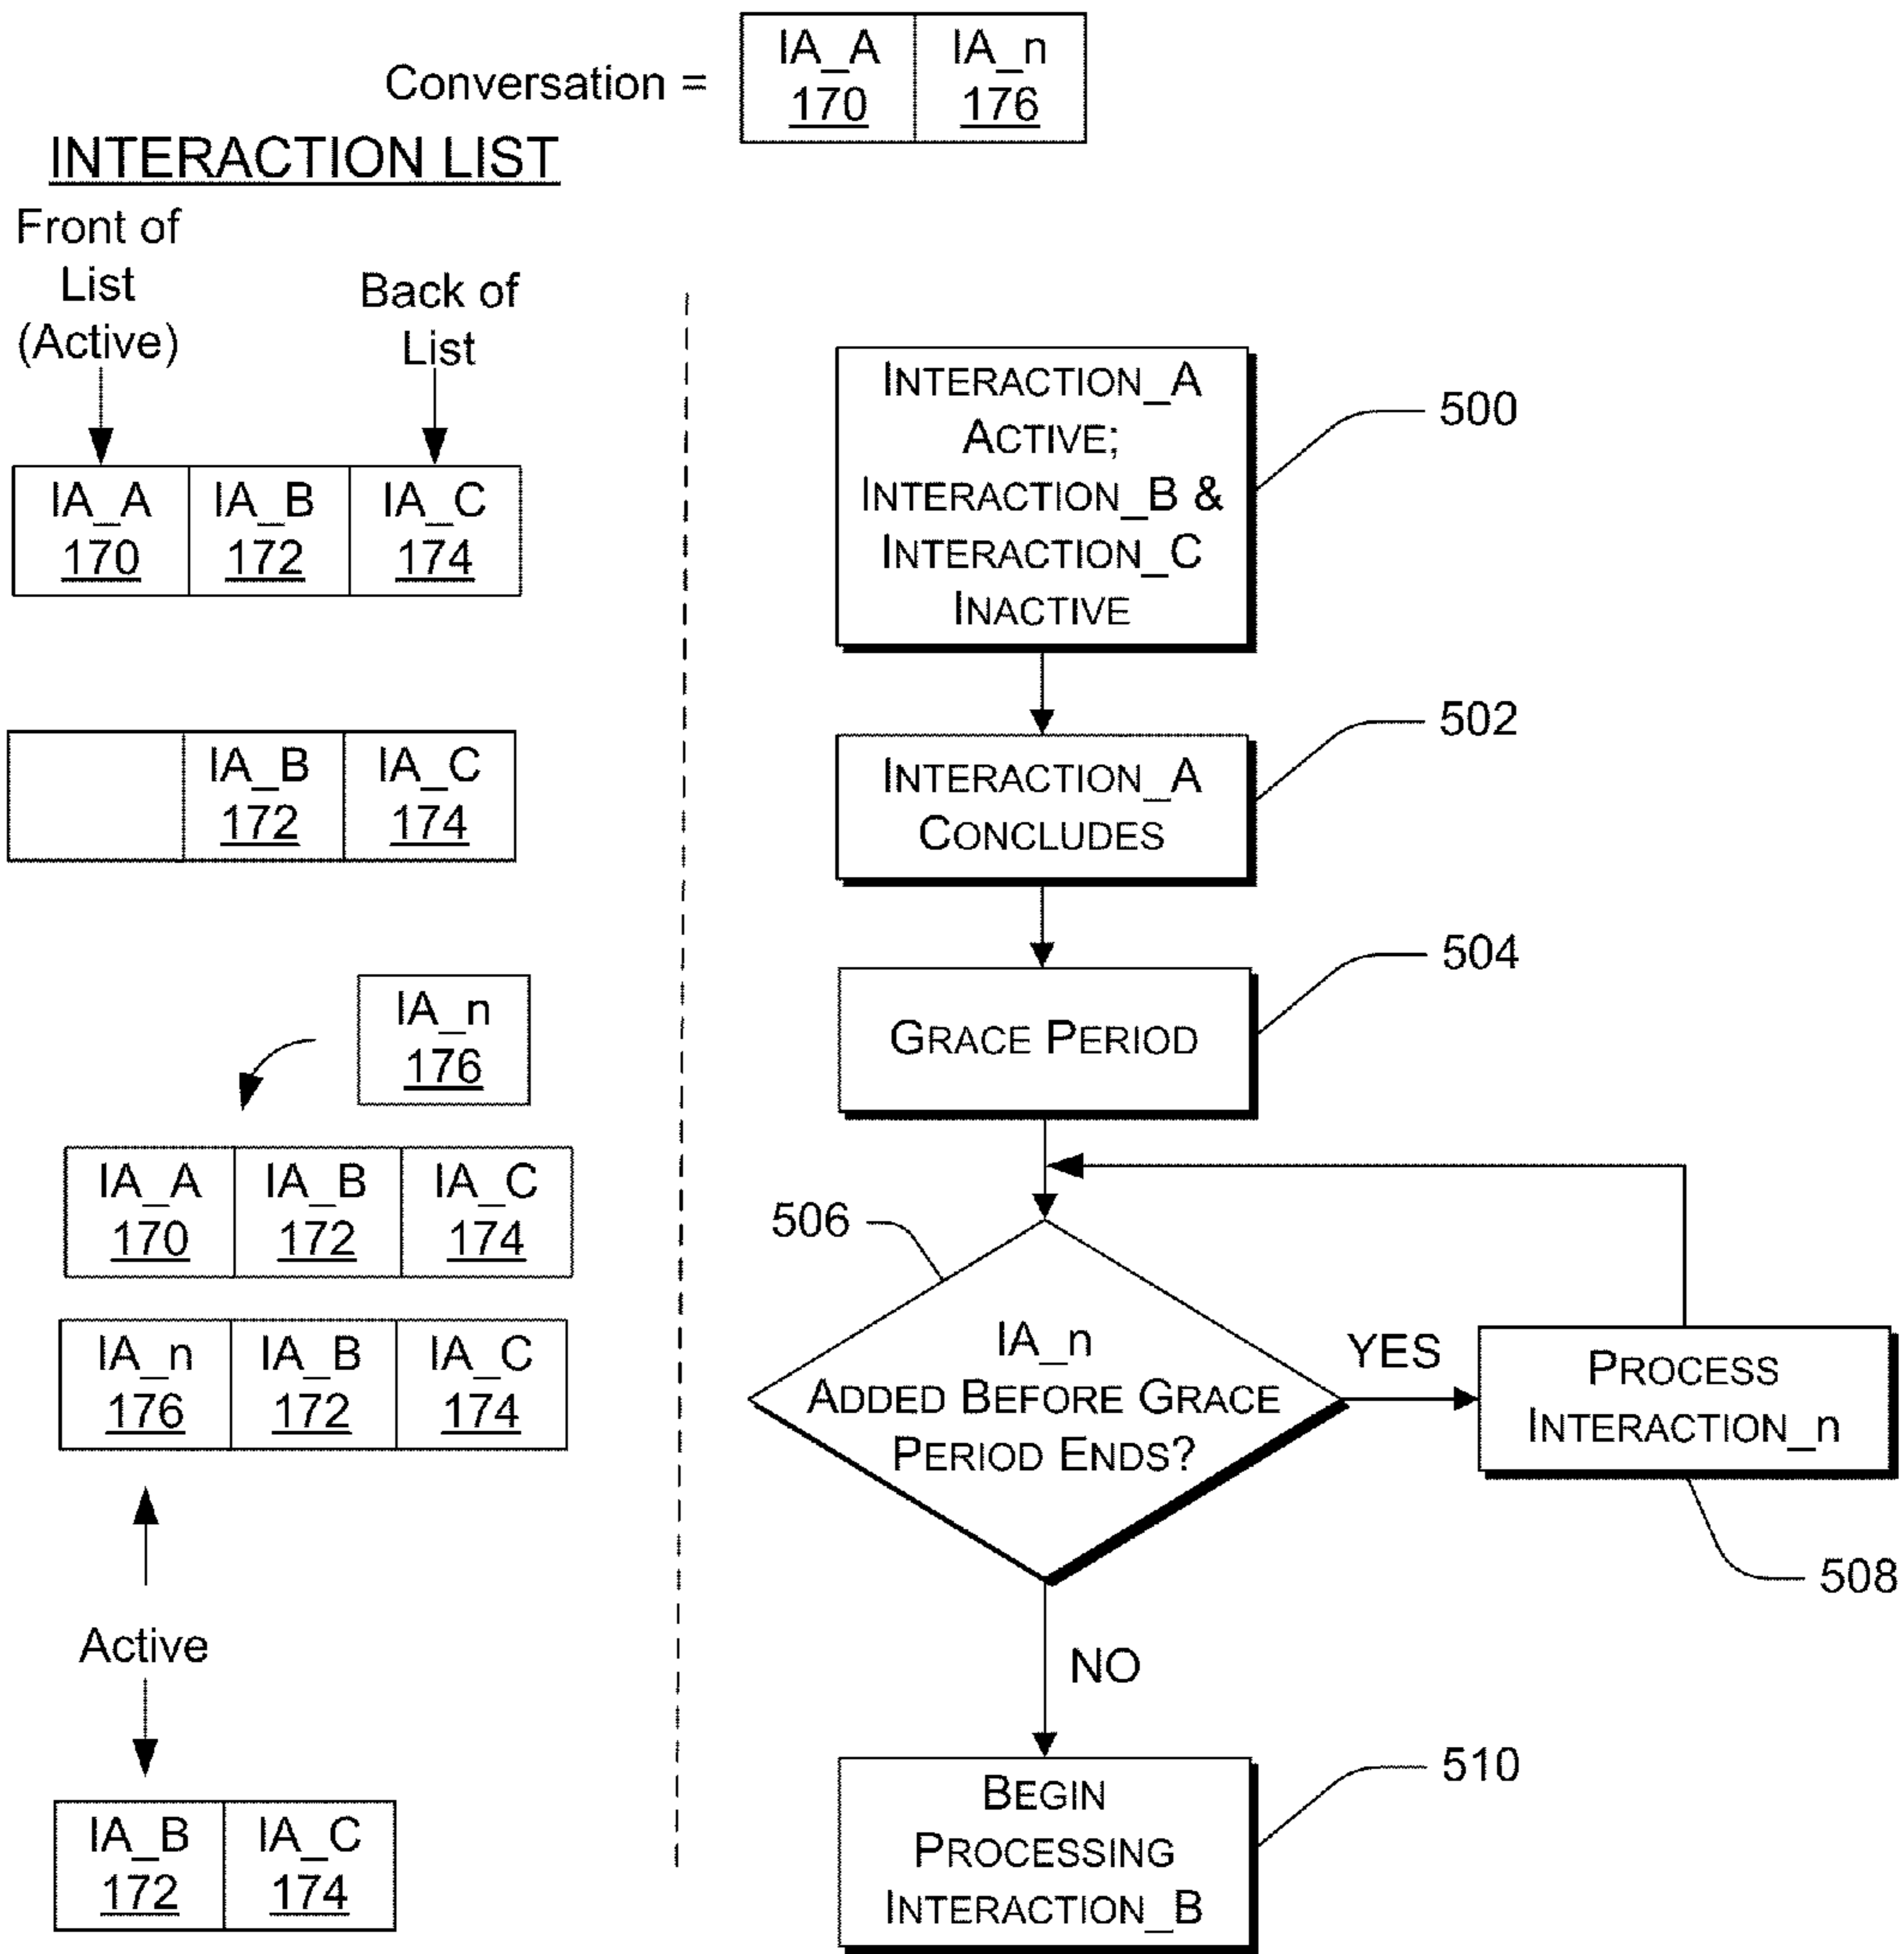 Conversation =
IA_A IA_n
170 176
INTERACTION LIST
Front of
List
(Active)
Back of
List
IA_A IA_B IA_C
170 172 174
IA_B IA_C
172 174
IA_n
176
IA_A IA_B IA_C
170 172 174
IA_n IA_B IA_C
176 172 174
Active
IA_B IA_C
172 174
INTERACTION_A
ACTIVE;
INTERACTION_B &
INTERACTION_C
INACTIVE
500
INTERACTION_A
CONCLUDES
502
GRACE PERIOD
504
506
IA_n
ADDED BEFORE GRACE
PERIOD ENDS?
YES
PROCESS
INTERACTION_n
508
NO
BEGIN
PROCESSING
INTERACTION_B
510